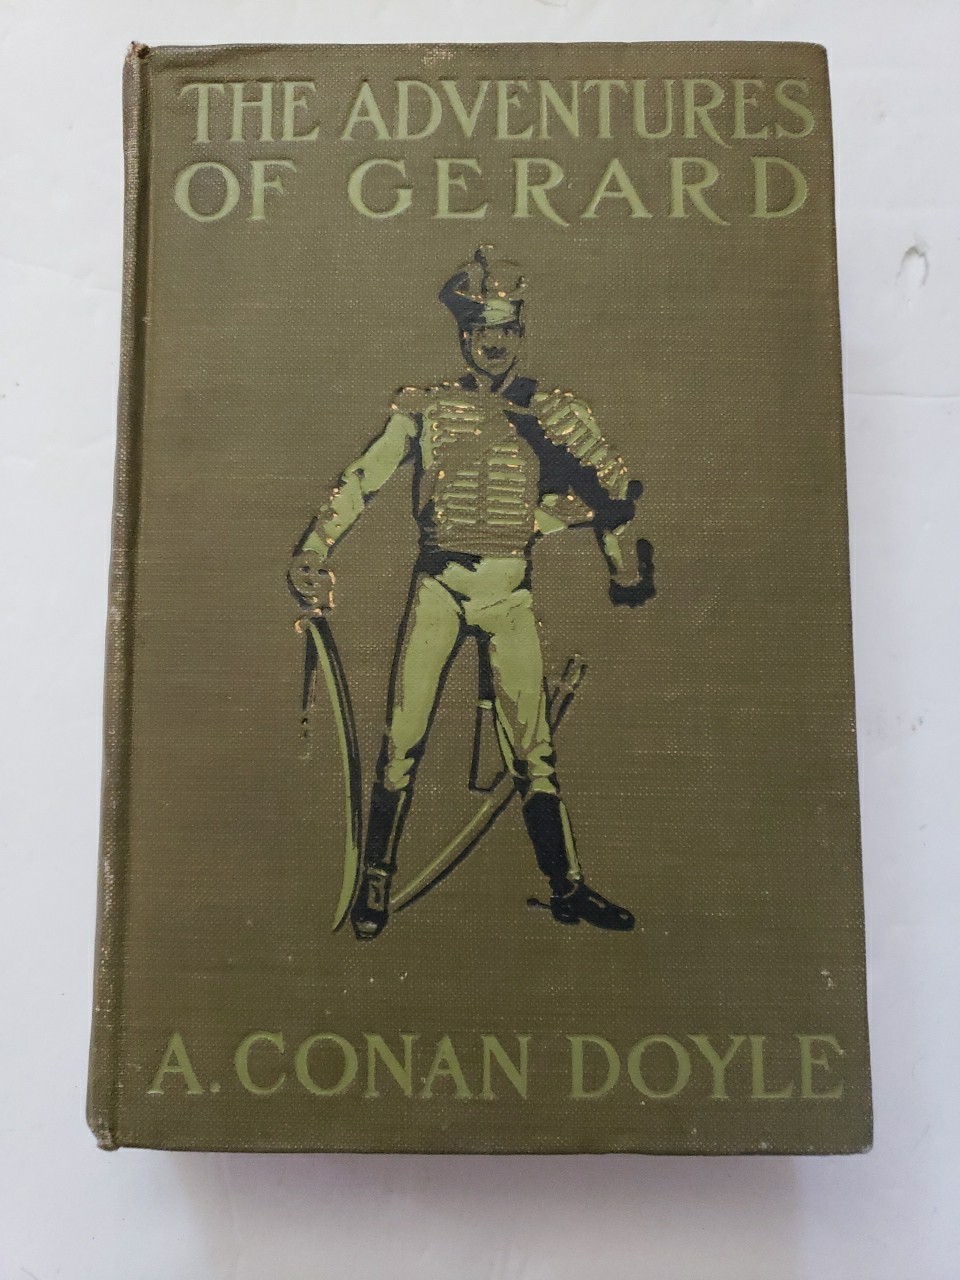 THE ADVENTURES
OF GERARD
A. CONAN DOYLE